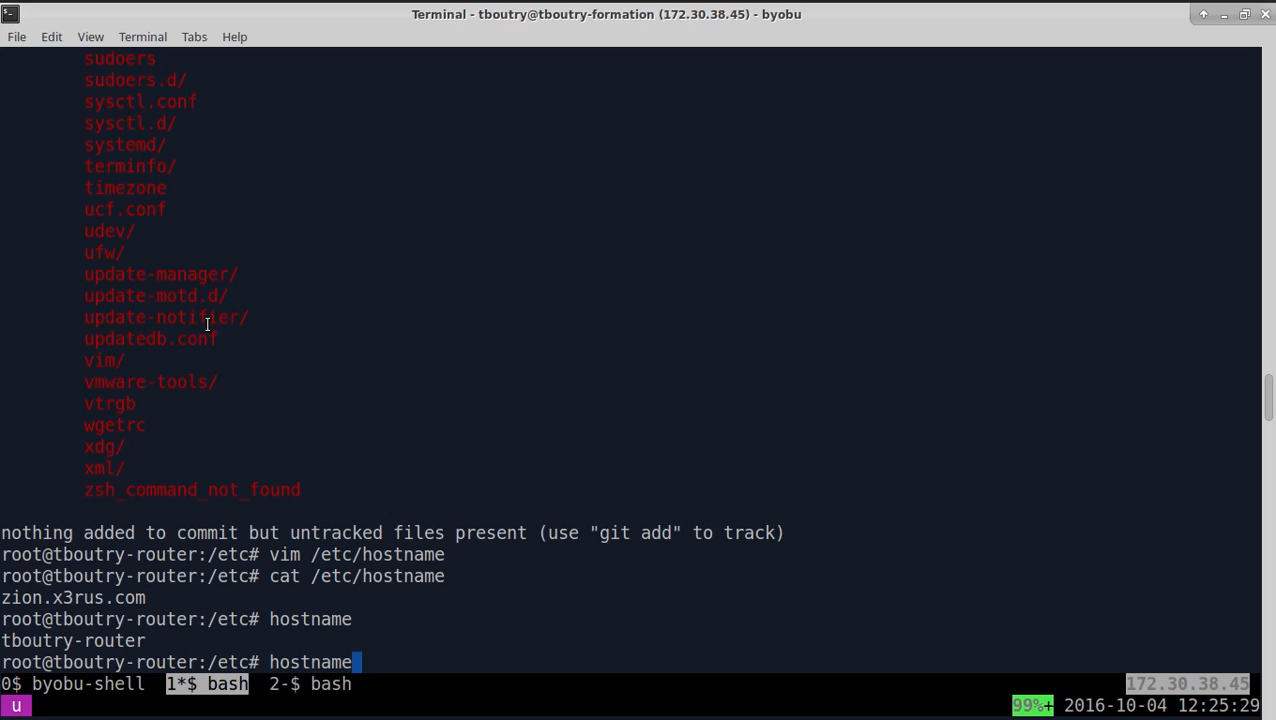 Terminal - tboutry@tboutry-formation (172.30.38.45) - byobu
File Edit View Terminal Tabs Help
sudoers
sudoers.d/
sysctl.conf
sysctl.d/
systemd/
terminfo/
timezone
ucf.conf
udev/
ufw/
update-manager/
update-motd.d/
update-notifier/
updatedb.conf
vim/
vmware-tools/
vtrgb
wgetrc
xdg/
xml/
zsh_command_not_found
nothing added to commit but untracked files present (use "git add" to track)
root@tboutry-router:/etc# vim /etc/hostname
root@tboutry-router:/etc# cat /etc/hostname
zion.x3rus.com
root@tboutry-router:/etc# hostname
tboutry-router
root@tboutry-router:/etc# hostname
0$ byobu-shell 1*$ bash 2-$ bash 172.30.38.45
u 99%+ 2016-10-04 12:25:29